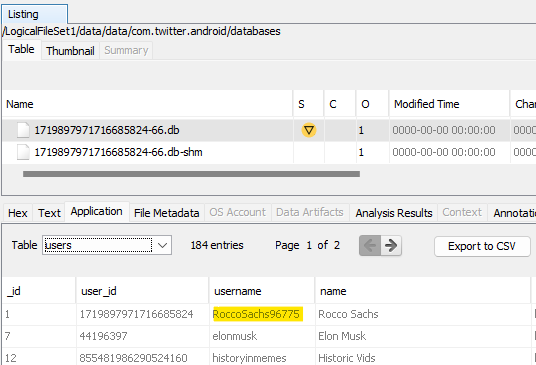 Listing
/LogicalFileSet1/data/data/com.twitter.android/databases
Table Thumbnail Summary
Name S C O Modified Time Chan
1719897971716685824-66.db 1 0000-00-00 00:00:00 0000
1719897971716685824-66.db-shm 1 0000-00-00 00:00:00 0000
Hex Text Application File Metadata OS Account Data Artifacts Analysis Results Context Annotatio
Table users 184 entries Page 1 of 2 Export to CSV
_id user_id username name
1 1719897971716685824 RoccoSachs96775 Rocco Sachs
7 44196397 elonmusk Elon Musk
12 855481986290524160 historyinmemes Historic Vids